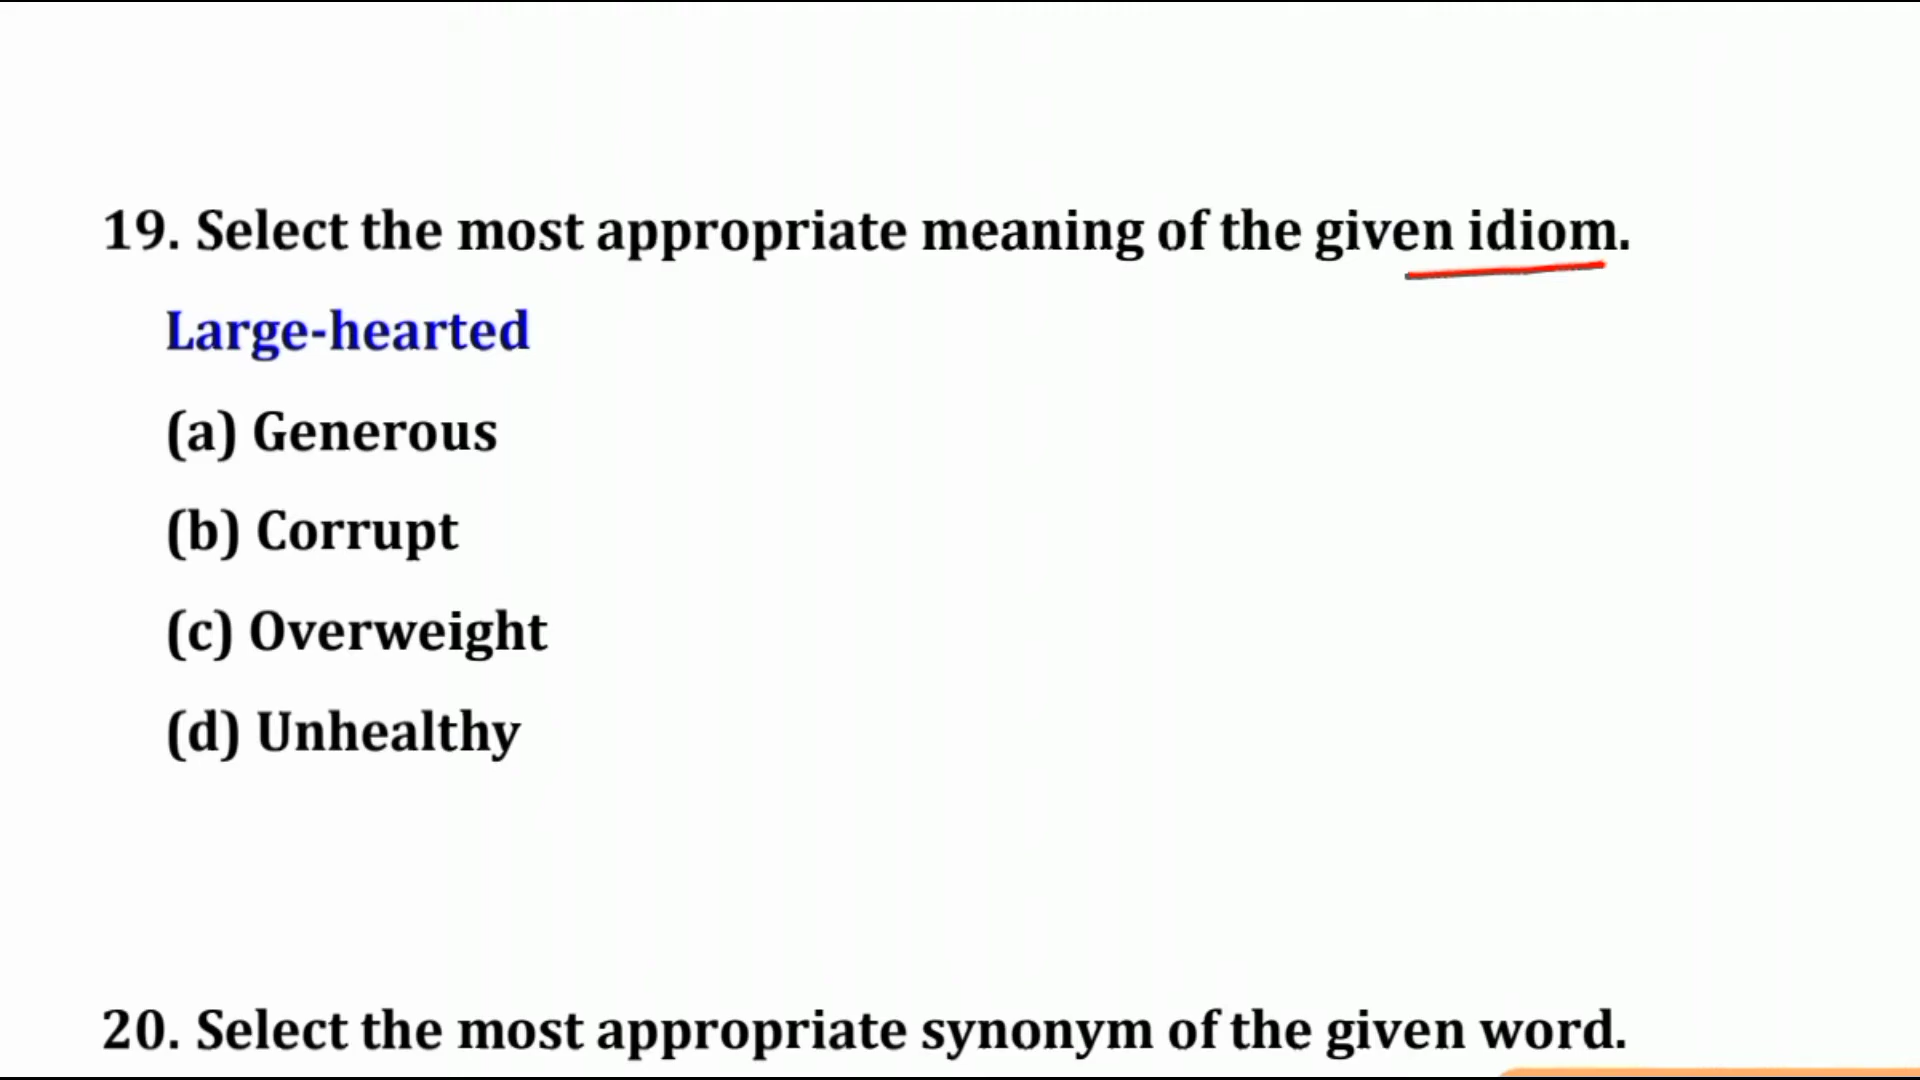 19. Select the most appropriate meaning of the given idiom.
Large-hearted
(a) Generous
(b) Corrupt
(c) Overweight
(d) Unhealthy
20. Select the most appropriate synonym of the given word.